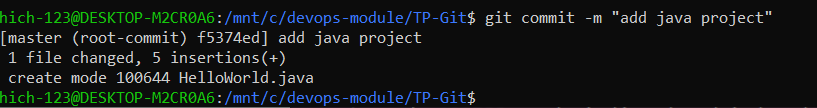 hich-123@DESKTOP-M2CR0A6:/mnt/c/devops-module/TP-Git$ git commit -m "add java project"
[master (root-commit) f5374ed] add java project
 1 file changed, 5 insertions(+)
 create mode 100644 HelloWorld.java
hich-123@DESKTOP-M2CR0A6:/mnt/c/devops-module/TP-Git$